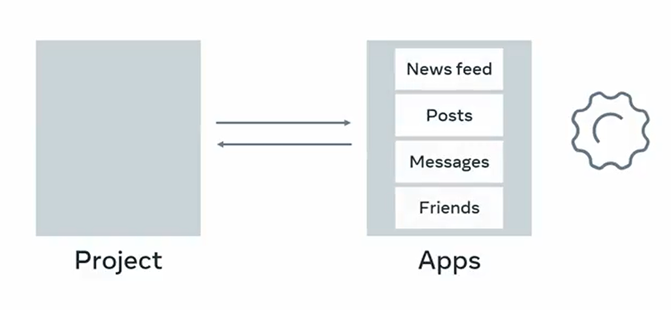 News feed
Posts
Messages
Friends
Project
Apps